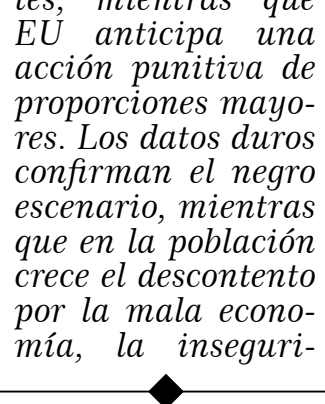 tes, mientras que
EU anticipa una
acción punitiva de
proporciones mayo-
res. Los datos duros
confirman el negro
escenario, mientras
que en la población
crece el descontento
por la mala econo-
mía, la inseguri-